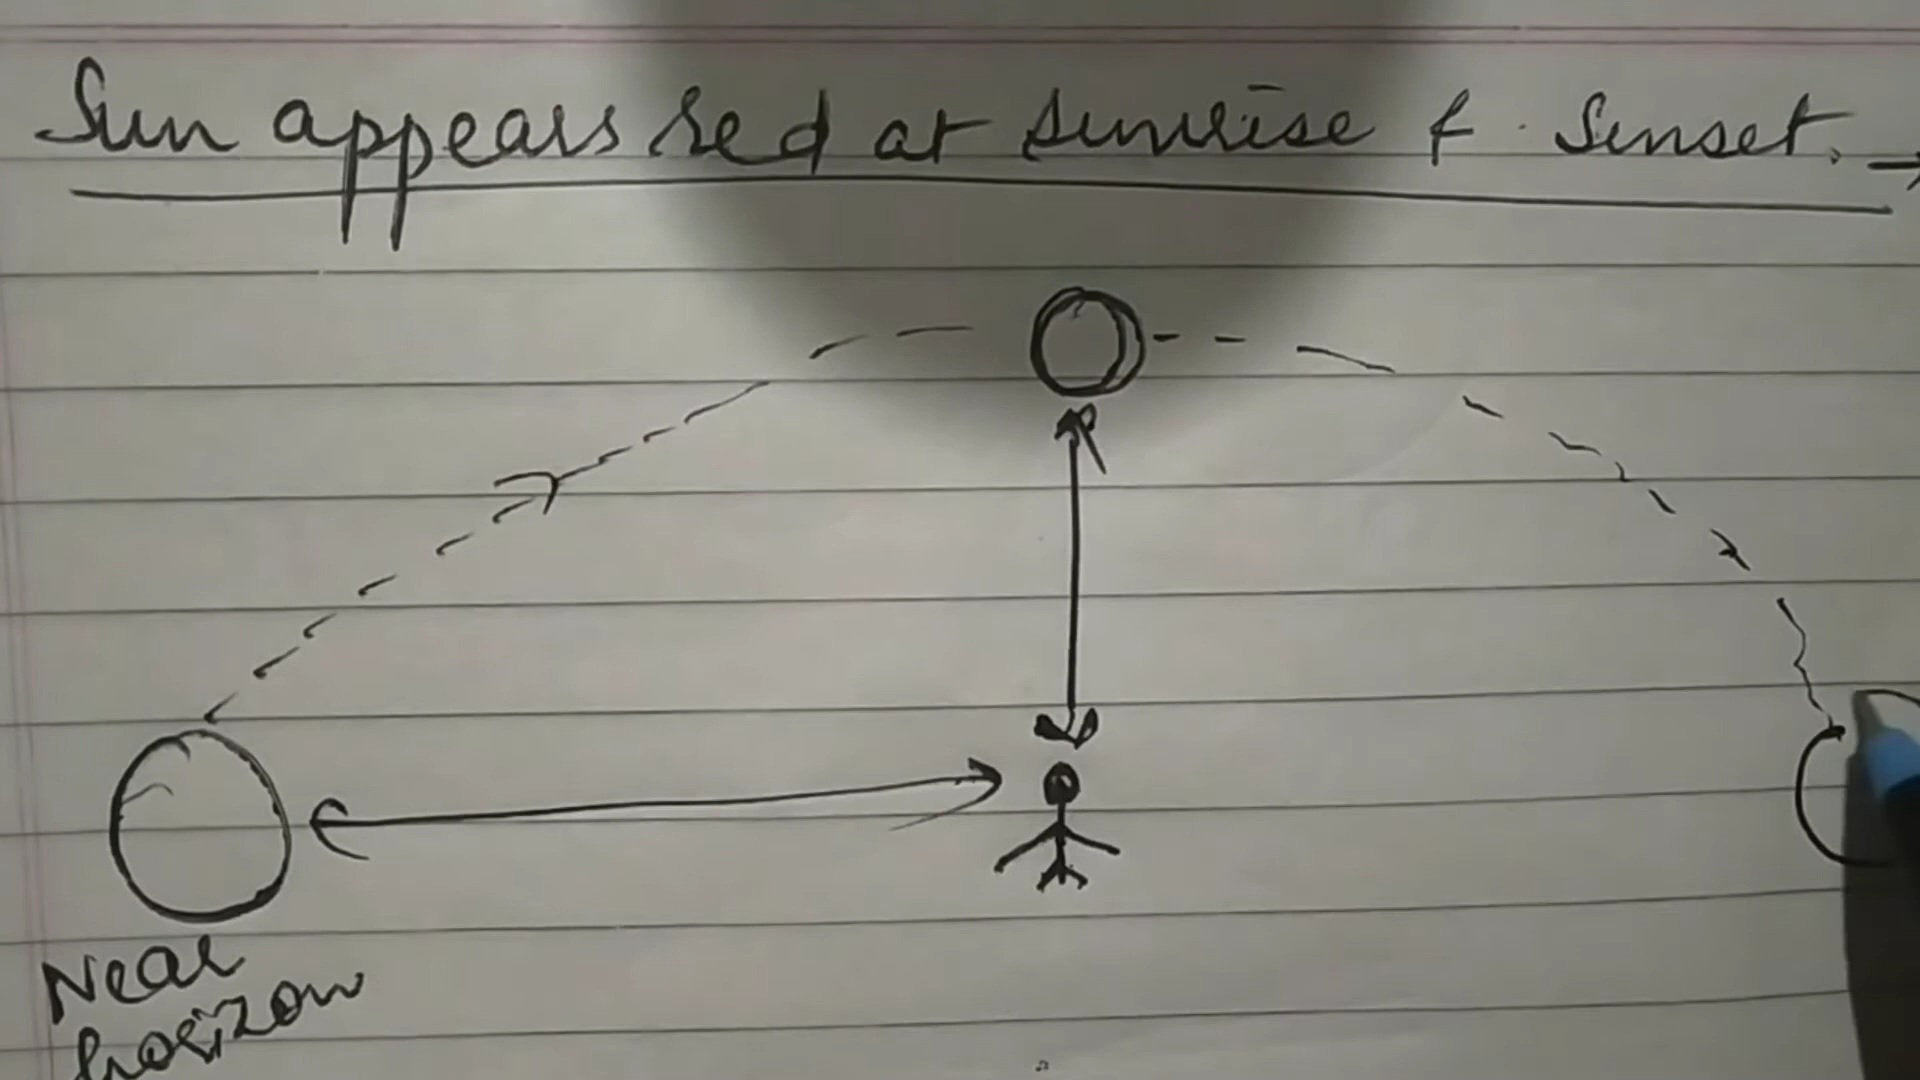 Sun appears red at sunrise & Sunset. →
Near
horizon